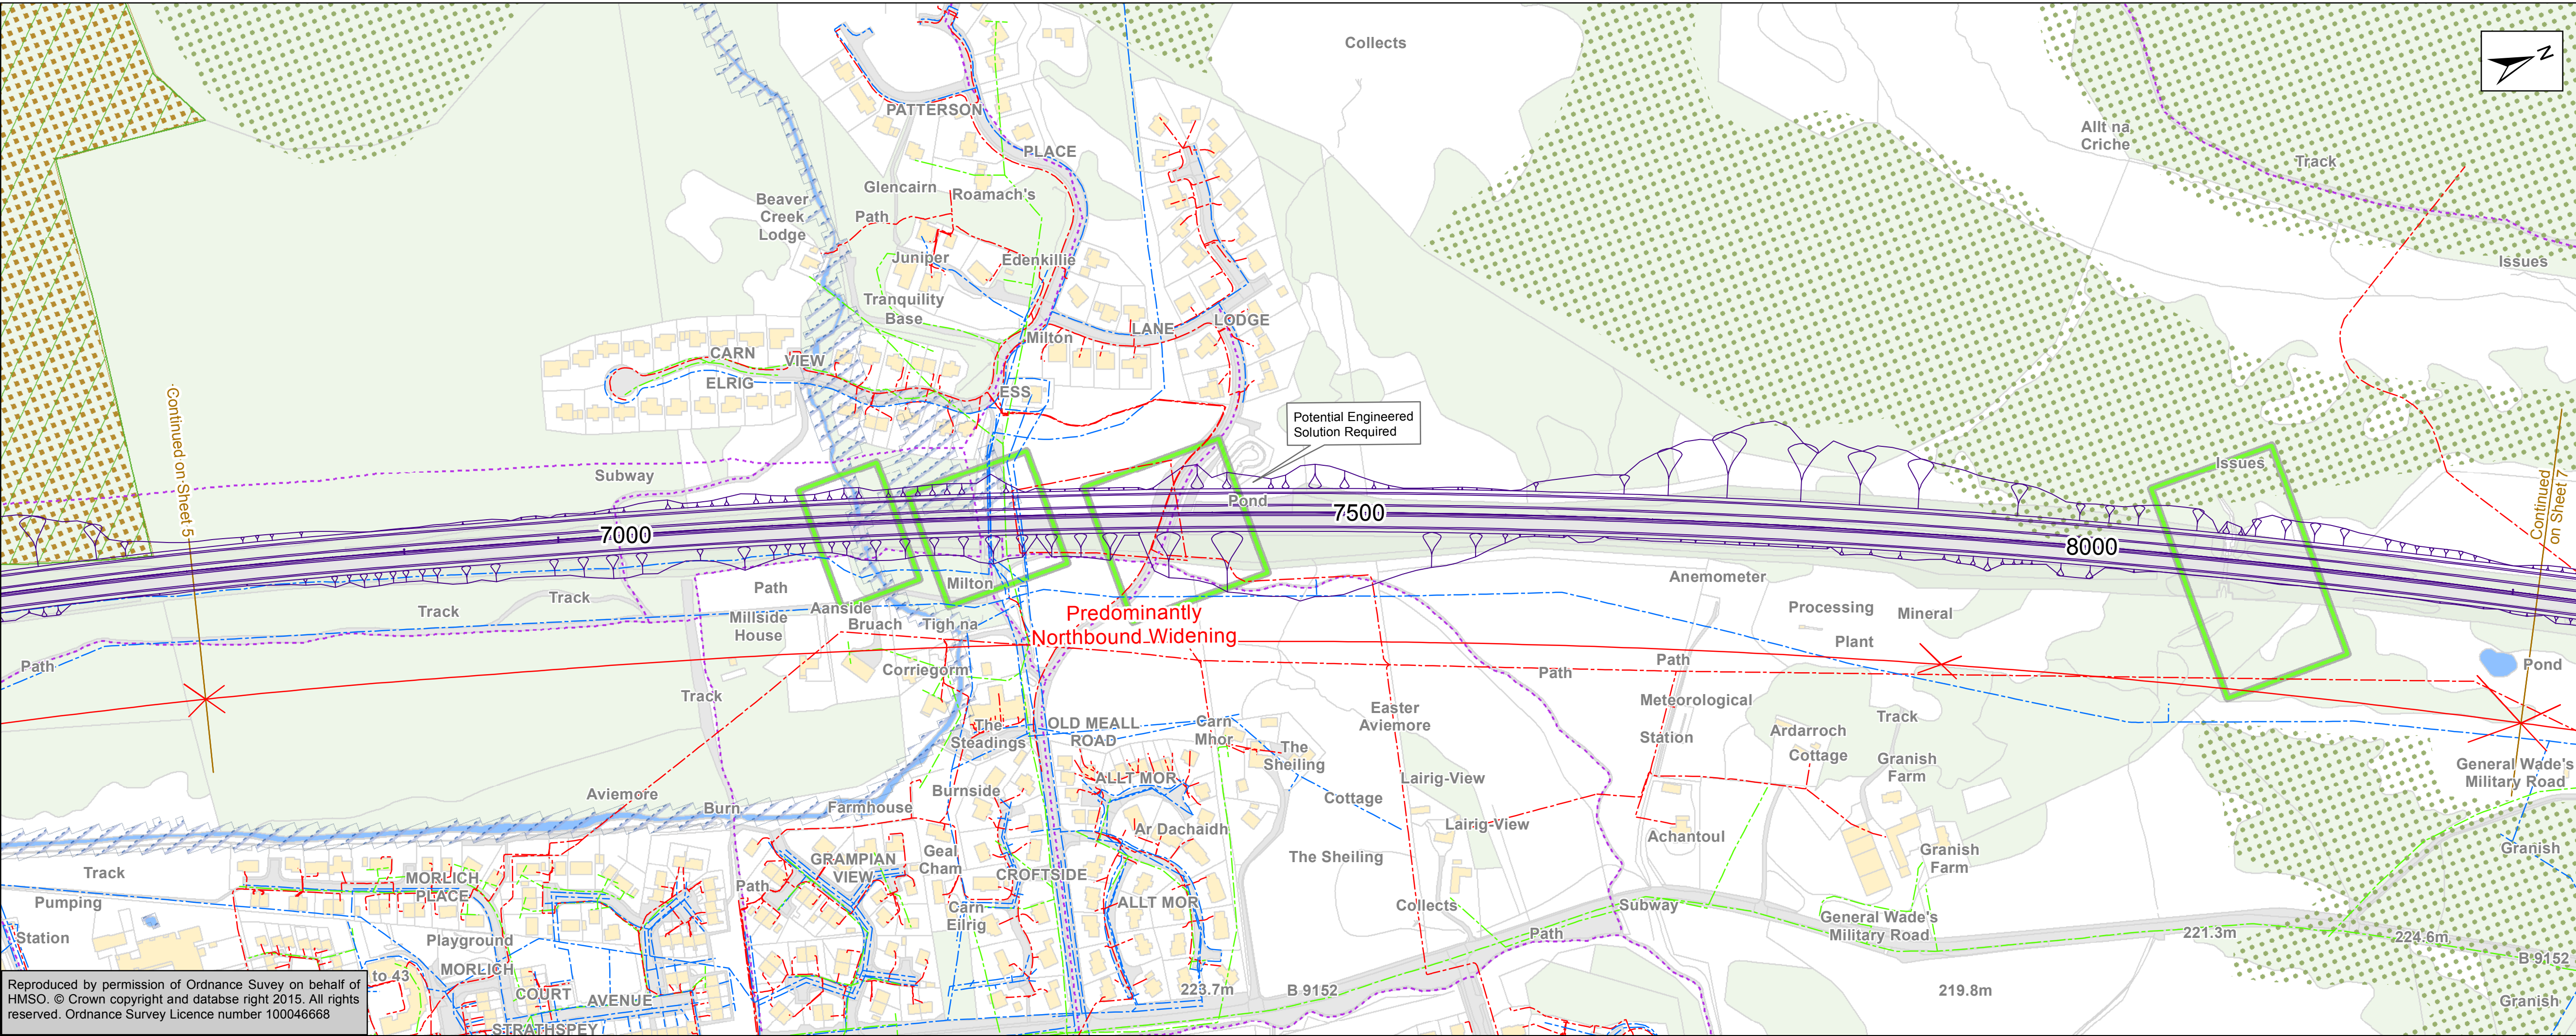 Collects
N
PATTERSON
PLACE
Allt na
Criche
Track
Glencairn
Roamach's
Beaver
Creek
Lodge
Path
Juniper
Edenkillie
Issues
Tranquility
Base
LODGE
LANE
Milton
CARN
VIEW
ELRIG
ESS
Potential Engineered
Solution Required
Continued on Sheet 5
Subway
Issues
Pond
7000
7500
8000
Continued
on Sheet 7
Milton
Anemometer
Path
Track
Track
Aanside
Millside
House
Bruach
Tigh na
Predominantly
Northbound Widening
Processing
Mineral
Plant
Path
Corriegorm
Path
Path
Pond
Track
Meteorological
Station
Easter
Aviemore
The
Steadings
OLD MEALL
ROAD
Carn
Mhor
The
Sheiling
Track
Ardarroch
Cottage
Granish
Farm
General Wade's
Military Road
ALLT MOR
Lairig-View
Aviemore
Burn
Farmhouse
Burnside
Cottage
Lairig-View
Ar Dachaidh
Achantoul
Granish
Granish
Farm
The Sheiling
Geal
Cham
GRAMPIAN
VIEW
Track
MORLICH
PLACE
Path
CROFTSIDE
Pumping
Station
Carn
Eilrig
ALLT MOR
Collects
Subway
General Wade's
Military Road
Path
221.3m
224.6m
B 9152
Playground
MORLICH
to 43
COURT
AVENUE
STRATHSPEY
223.7m
B 9152
219.8m
Granish
Reproduced by permission of Ordnance Suvey on behalf of
HMSO. © Crown copyright and databse right 2015. All rights
reserved. Ordnance Survey Licence number 100046668